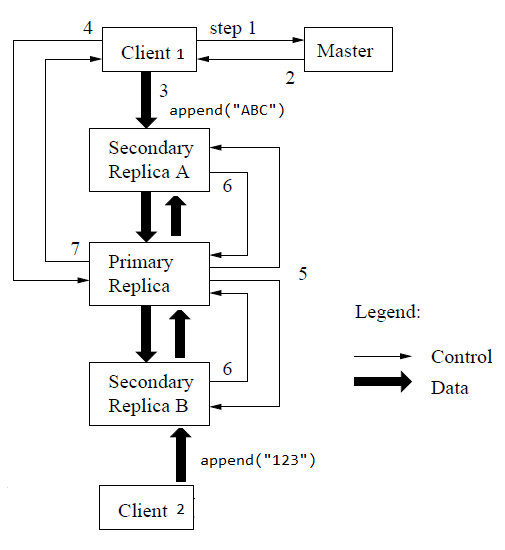 4
step 1
Client 1
Master
2
3
append("ABC")
Secondary
Replica A
6
7
Primary
Replica
5
Legend:
6
Control
Secondary
Replica B
Data
append("123")
Client 2